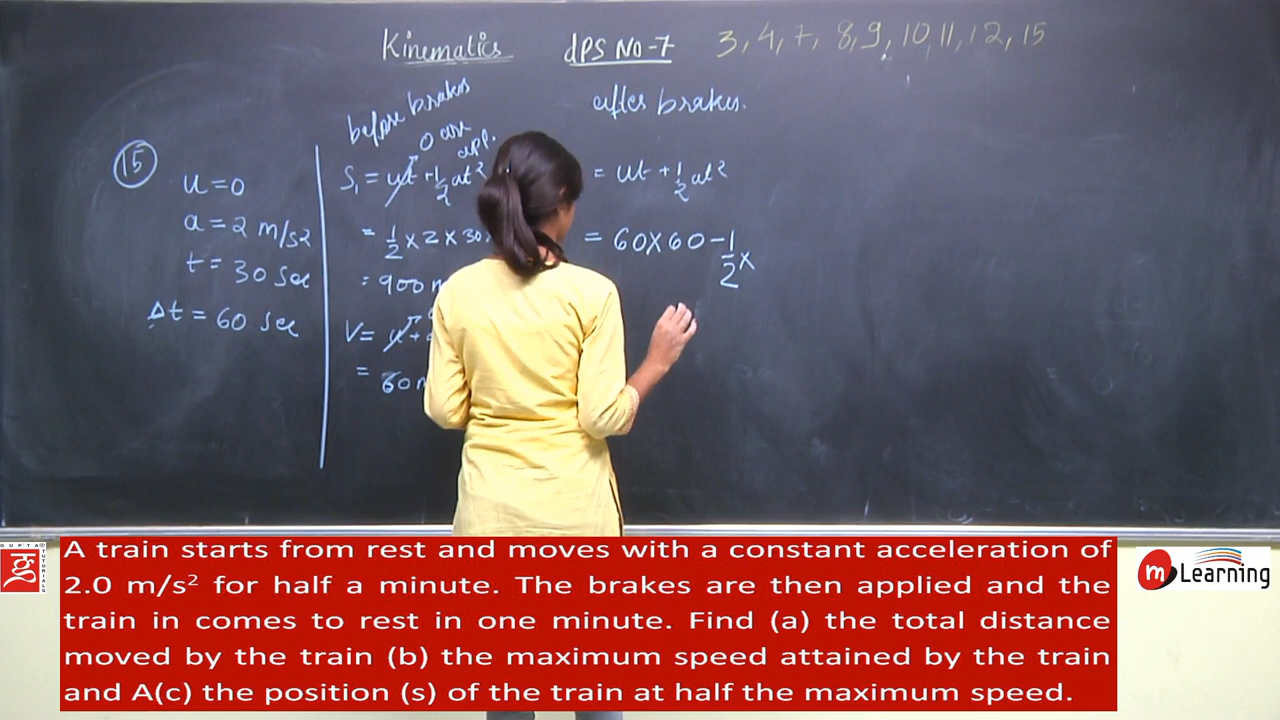 Kinematics dPS No-7 3, 4, 7, 8, 9, 10, 11, 12, 15
before brakes
are app.
after brakes.
15
u = 0
a = 2 m/s2
t = 30 sec
Δt = 60 sec
S₁ = ut + 1/2 at²
0
= 1/2 × 2 × 30
= 900
V = u +
= 60
= ut + 1/2 at²
= 60 × 60 - 1/2 ×
A train starts from rest and moves with a constant acceleration of
2.0 m/s² for half a minute. The brakes are then applied and the
train in comes to rest in one minute. Find (a) the total distance
moved by the train (b) the maximum speed attained by the train
and A(c) the position (s) of the train at half the maximum speed.
GUPTA TUTORIALS
m Learning